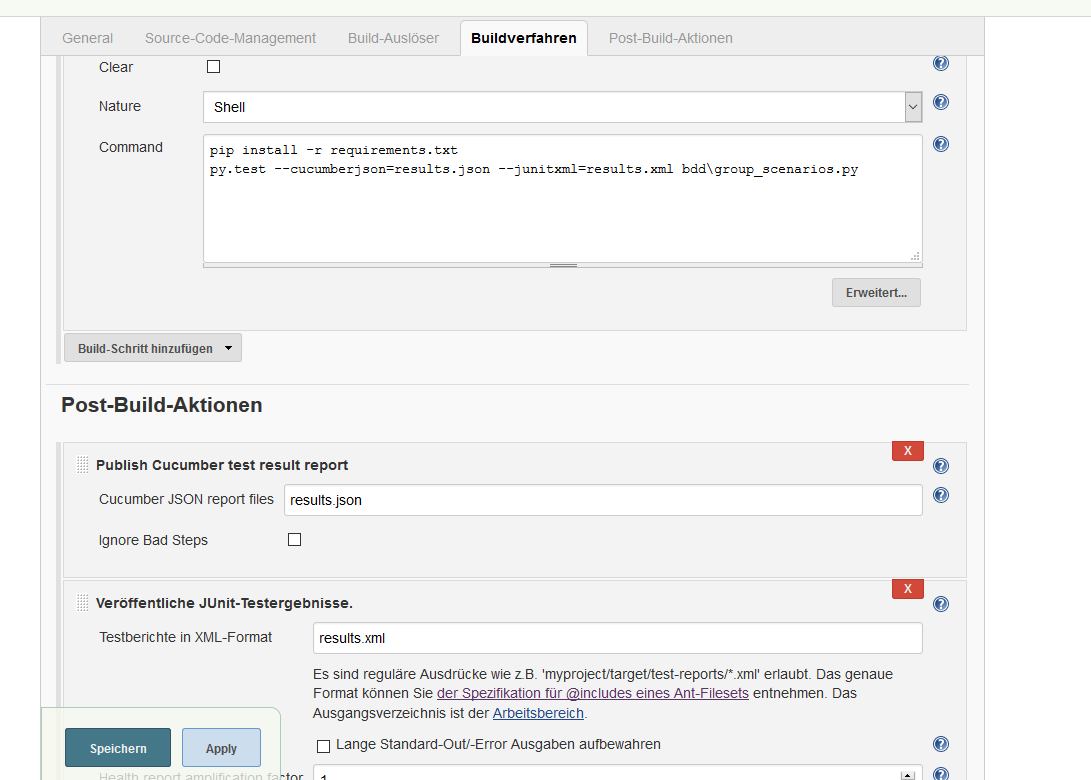 General Source-Code-Management Build-Auslöser Buildverfahren Post-Build-Aktionen
Clear
Nature Shell
Command
pip install -r requirements.txt
py.test --cucumberjson=results.json --junitxml=results.xml bdd\group_scenarios.py
Erweitert...
Build-Schritt hinzufügen
Post-Build-Aktionen
X
Publish Cucumber test result report
Cucumber JSON report files results.json
Ignore Bad Steps
X
Veröffentliche JUnit-Testergebnisse.
Testberichte in XML-Format results.xml
Es sind reguläre Ausdrücke wie z.B. 'myproject/target/test-reports/*.xml' erlaubt. Das genaue
Format können Sie der Spezifikation für @includes eines Ant-Filesets entnehmen. Das
Ausgangsverzeichnis ist der Arbeitsbereich.
Lange Standard-Out/-Error Ausgaben aufbewahren
Speichern Apply
Health report amplification factor 1